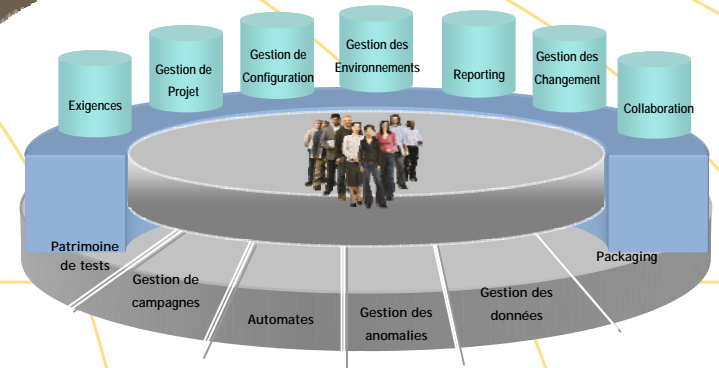 Exigences
Gestion de
Projet
Gestion de
Configuration
Gestion des
Environnements
Reporting
Gestion des
Changement
Collaboration
Patrimoine
de tests
Gestion de
campagnes
Automates
Gestion des
anomalies
Gestion des
données
Packaging